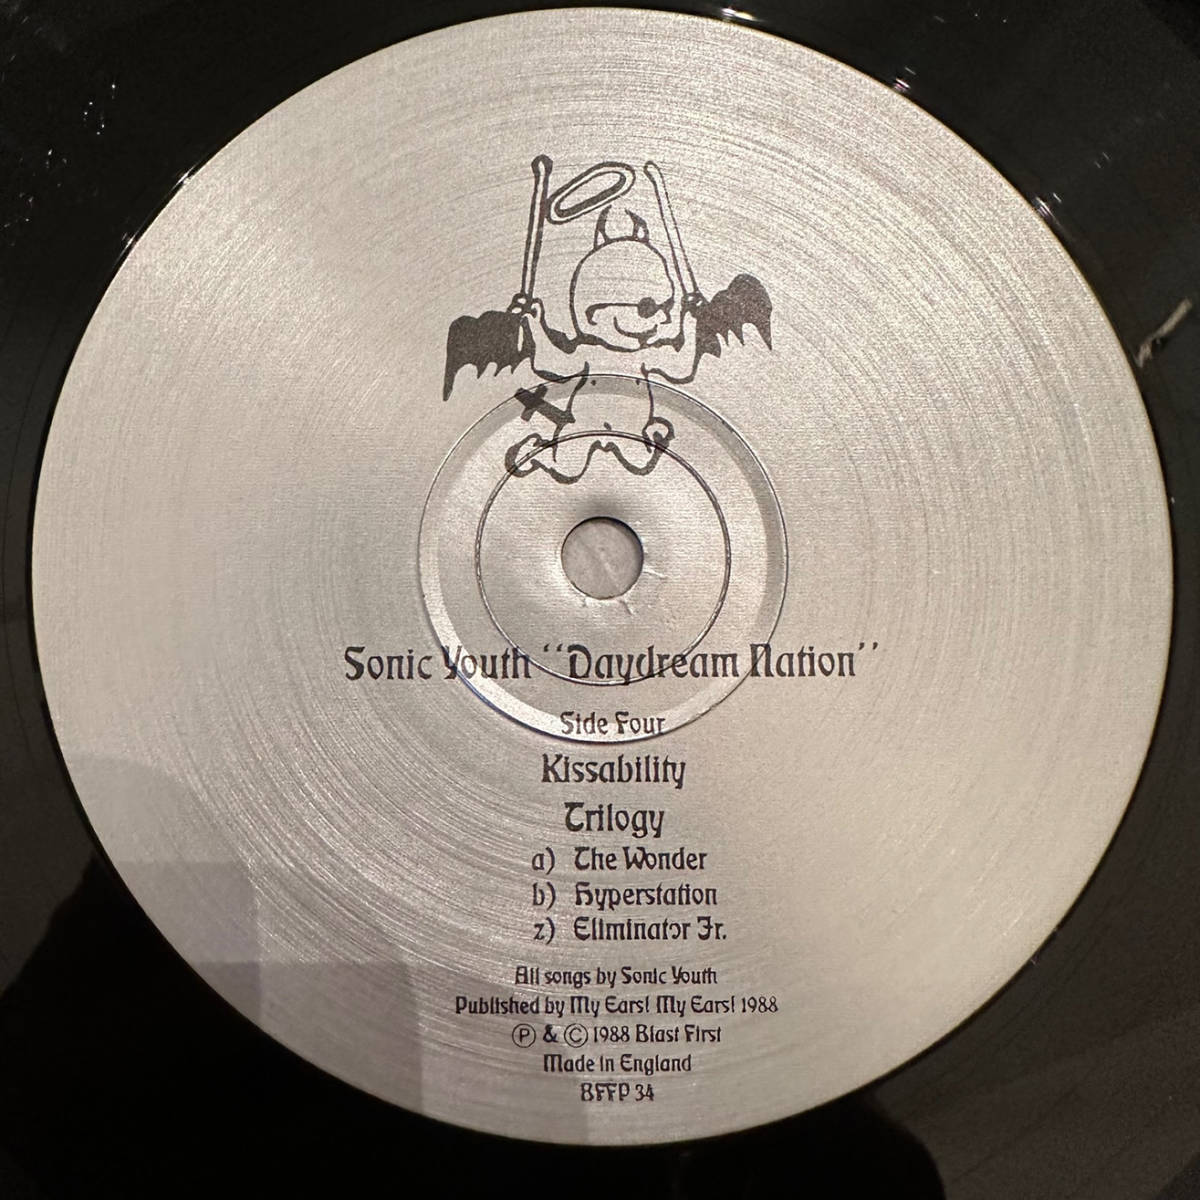 Sonic Youth “Daydream Nation”
Side Four
Kissability
Trilogy
a) The Wonder
b) Hyperstation
z) Eliminator Jr.
All songs by Sonic Youth
Published by My Ears! My Ears! 1988
Ⓟ & Ⓒ 1988 Blast First
Made in England
BFFP 34